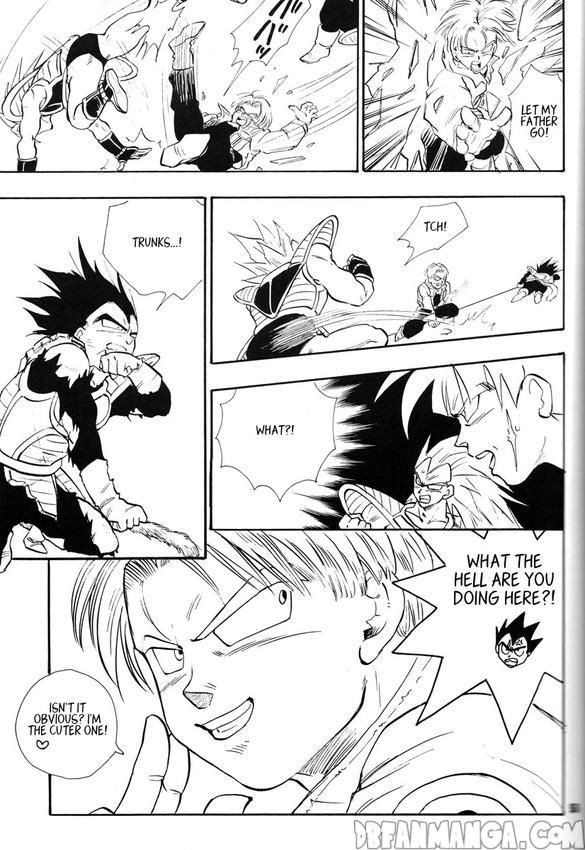 LET MY
FATHER
GO!
TCH!
TRUNKS...!
WHAT?!
WHAT THE
HELL ARE YOU
DOING HERE?!
ISN'T IT
OBVIOUS? I'M
THE CUTER ONE!
♡
DBFANMANGA.COM